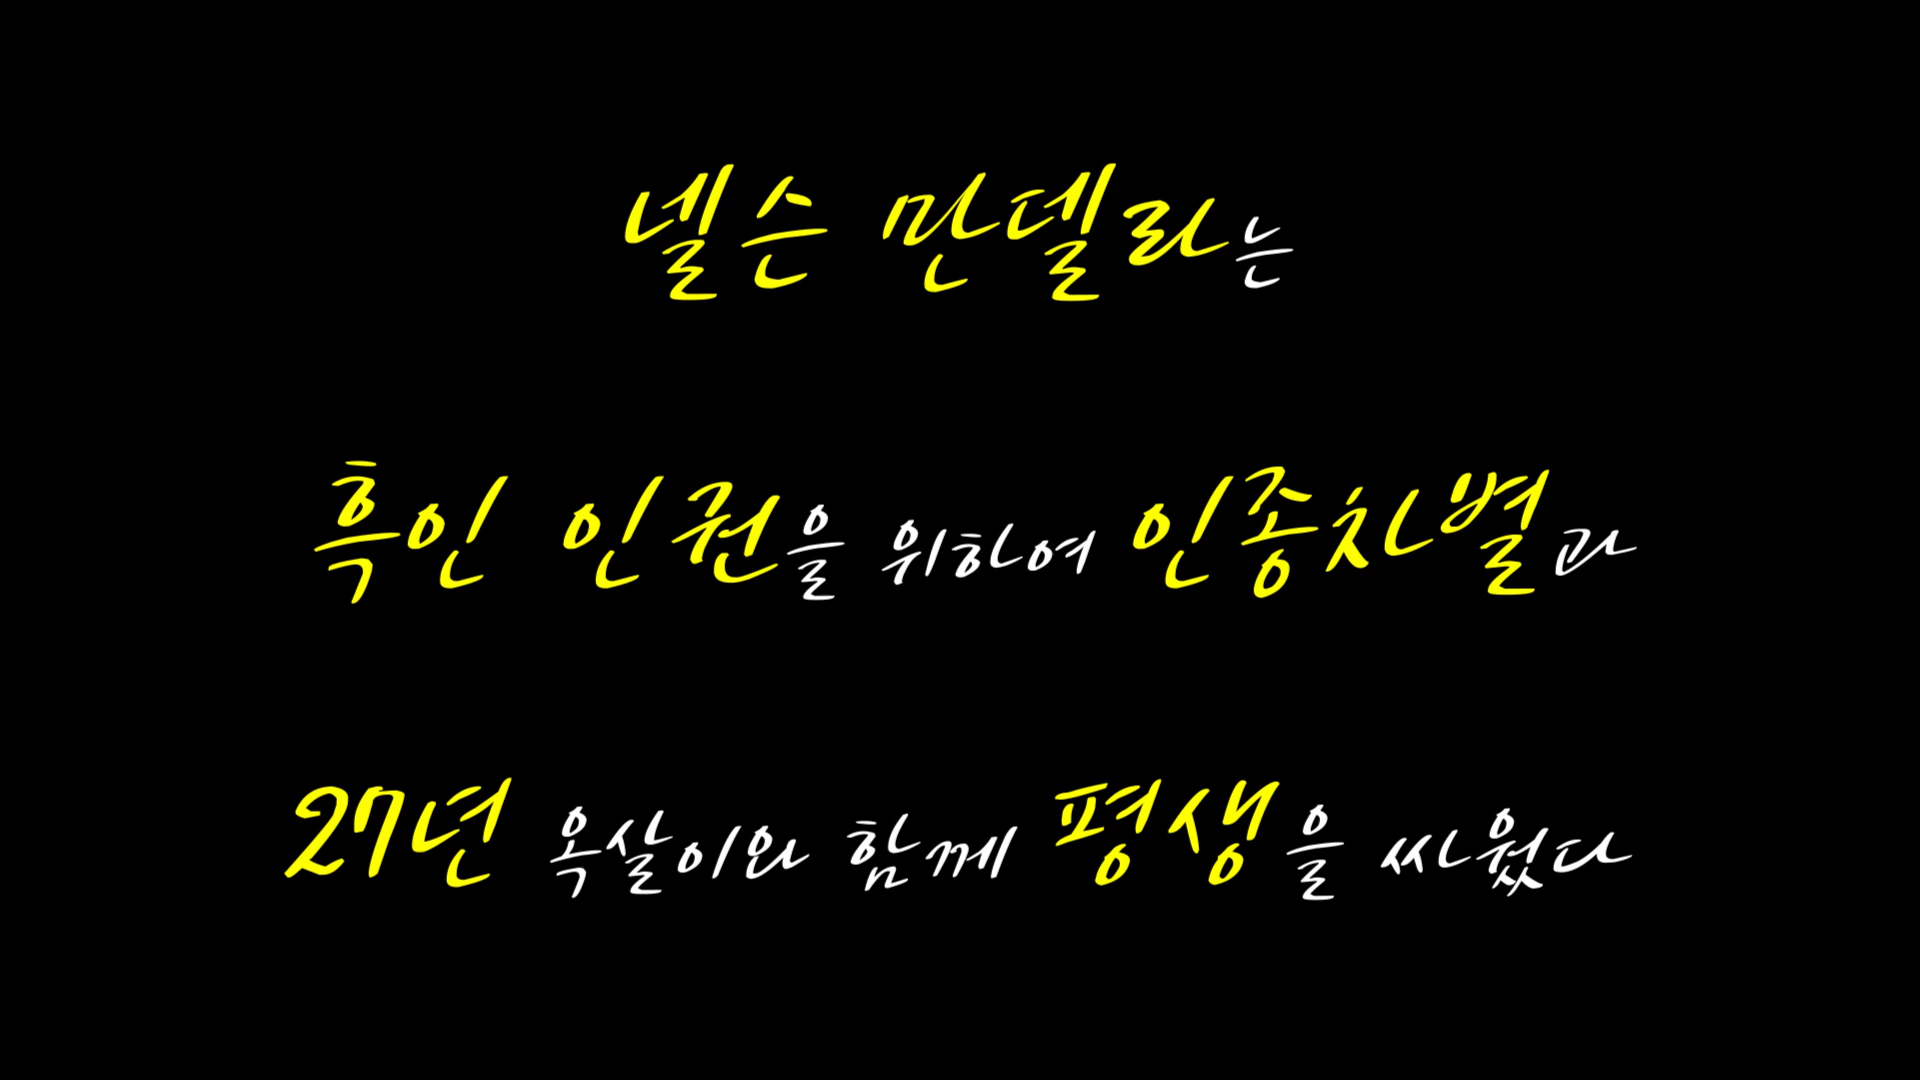 넬슨 만델라는
흑인 인권을 위하여 인종차별과
27년 옥살이와 함께 평생을 싸웠다